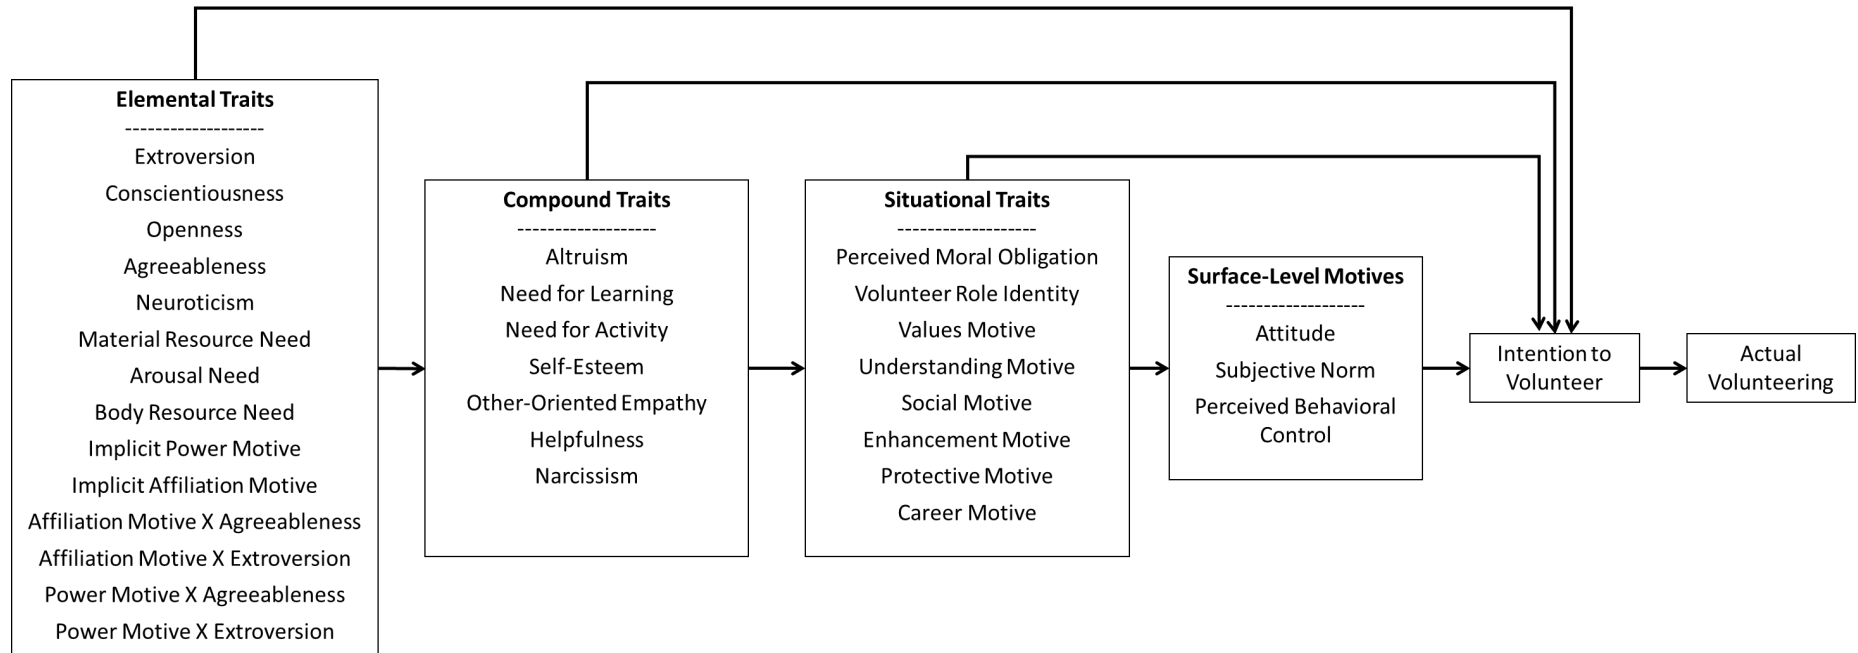 Elemental Traits
-------------------
Extroversion
Conscientiousness
Openness
Agreeableness
Neuroticism
Material Resource Need
Arousal Need
Body Resource Need
Implicit Power Motive
Implicit Affiliation Motive
Affiliation Motive X Agreeableness
Affiliation Motive X Extroversion
Power Motive X Agreeableness
Power Motive X Extroversion
Compound Traits
-------------------
Altruism
Need for Learning
Need for Activity
Self-Esteem
Other-Oriented Empathy
Helpfulness
Narcissism
Situational Traits
-------------------
Perceived Moral Obligation
Volunteer Role Identity
Values Motive
Understanding Motive
Social Motive
Enhancement Motive
Protective Motive
Career Motive
Surface-Level Motives
-------------------
Attitude
Subjective Norm
Perceived Behavioral
Control
Intention to
Volunteer
Actual
Volunteering